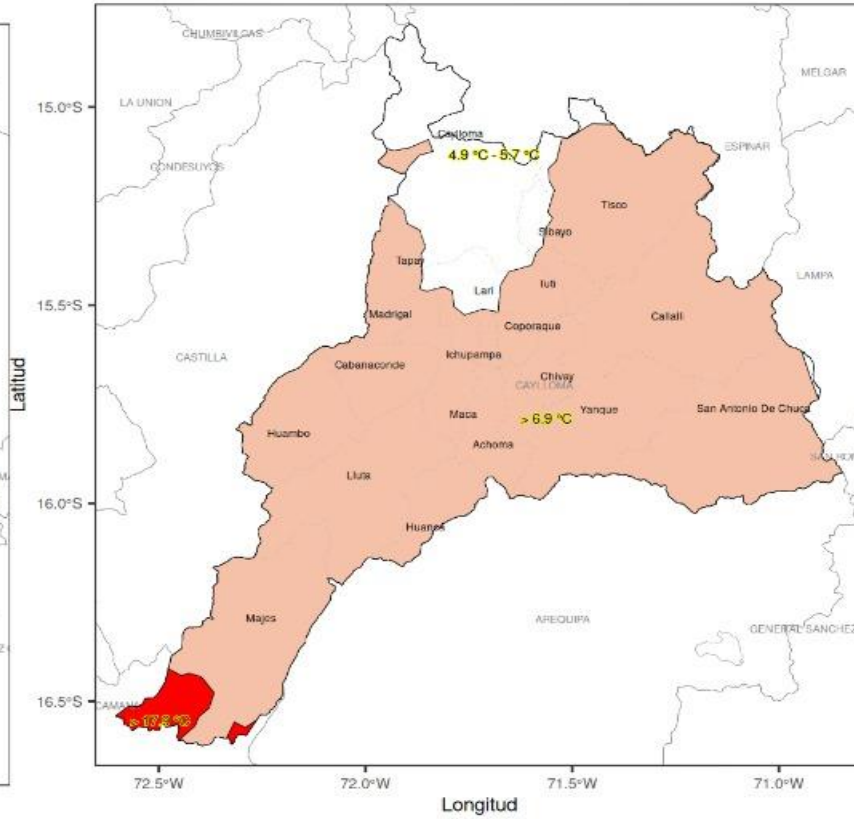 CHUMBIVILCAS
MELGAR
LA UNION
15.0°S
Caylloma
ESPINAR
4.9 °C - 5.7 °C
CONDESUYOS
Tisco
Sibayo
Tapay
LAMPA
Tuti
Lari
15.5°S
Madrigal
Callalli
Coporaque
CASTILLA
Ichupampa
Cabanaconde
Chivay
CAYLLOMA
Latitud
Maca
> 6.9 °C
Yanque
San Antonio De Chuca
Huambo
Achoma
Lluta
16.0°S
Huanca
Majes
AREQUIPA
GENERAL SANCHEZ
16.5°S
CAMANA
72.5°W
72.0°W
71.5°W
71.0°W
Longitud